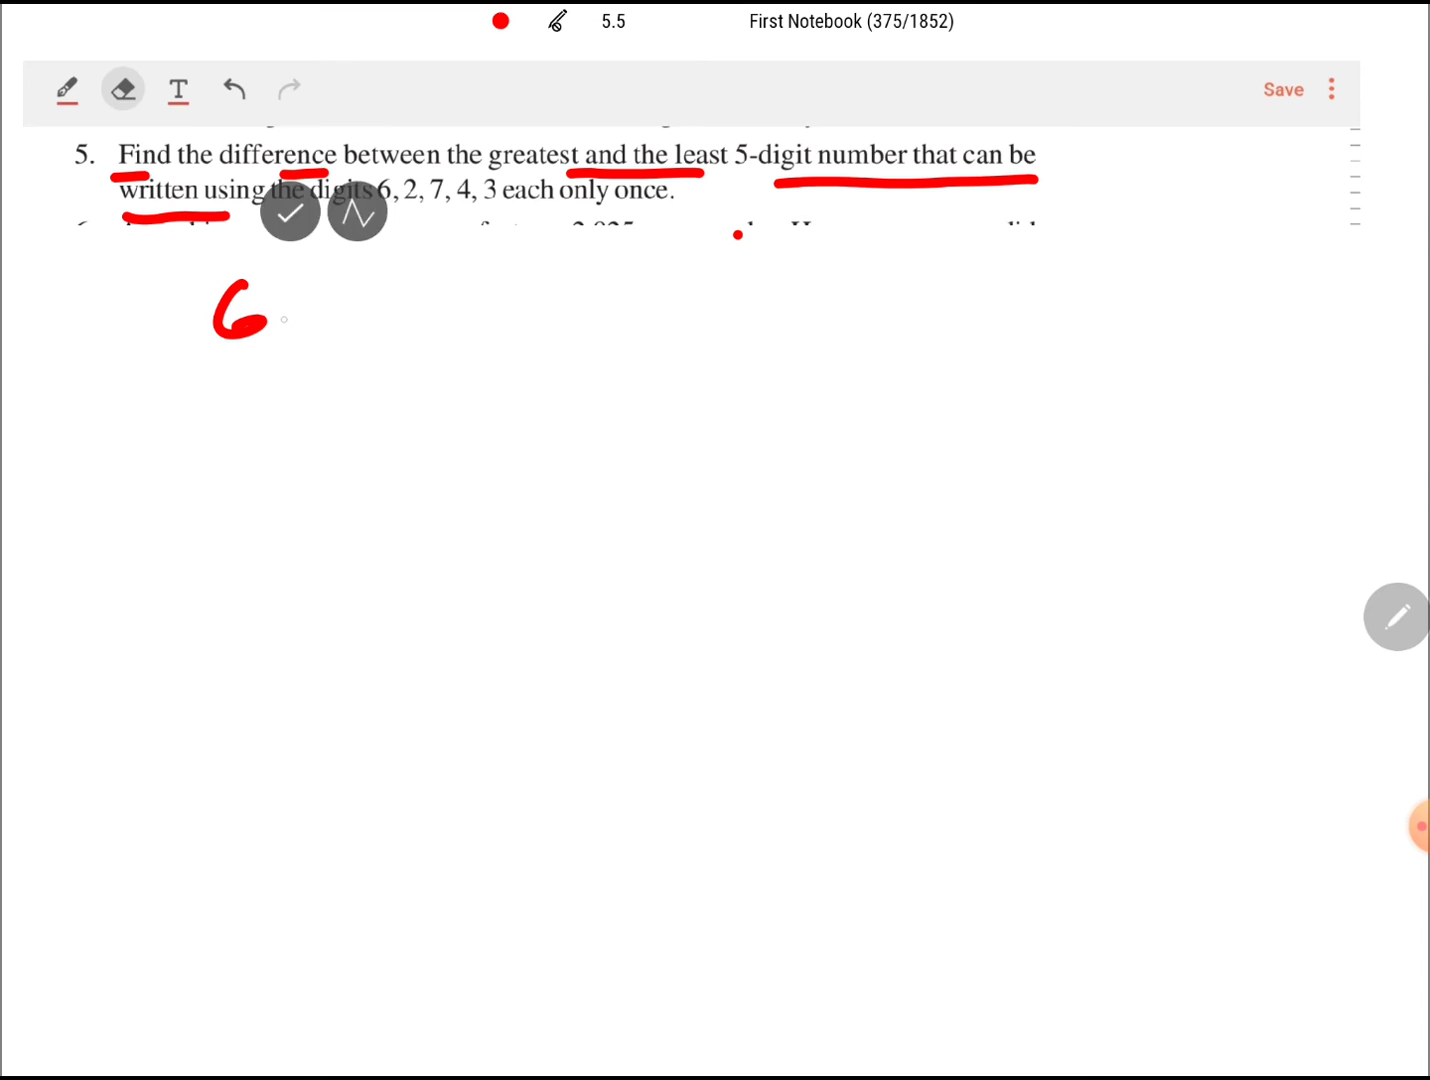 5.5 First Notebook (375/1852)
T Save
5. Find the difference between the greatest and the least 5-digit number that can be
written using the digits 6, 2, 7, 4, 3 each only once.
6